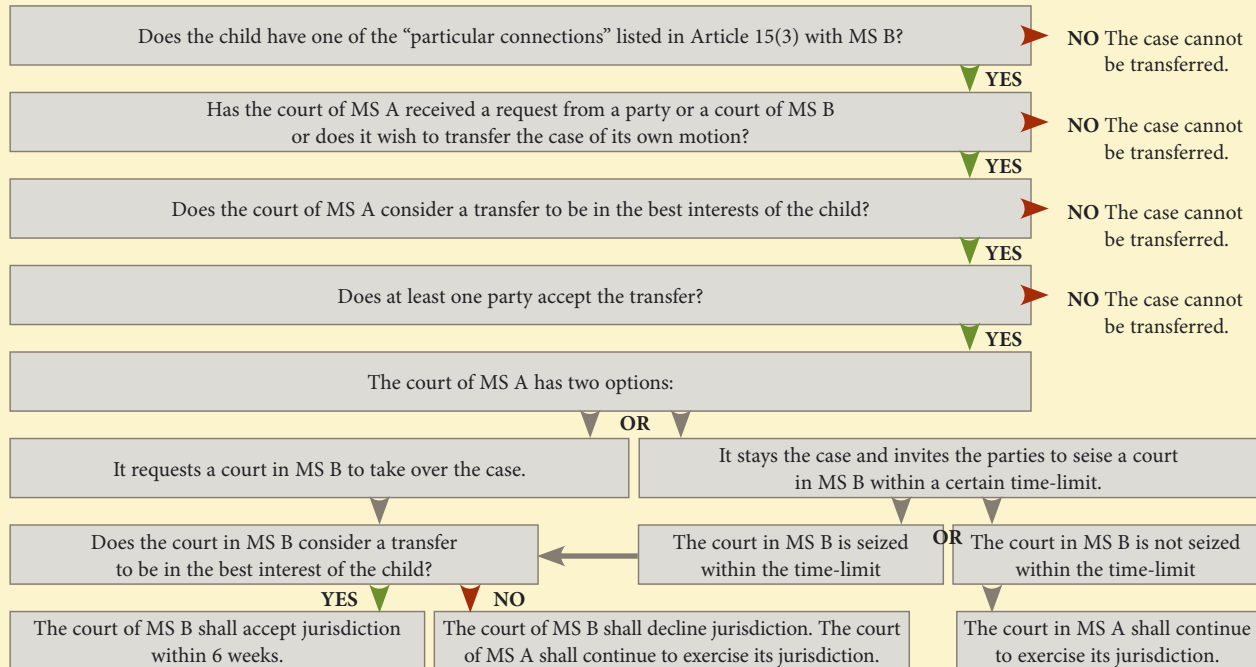 Does the child have one of the “particular connections” listed in Article 15(3) with MS B?
NO The case cannot
be transferred.
YES
Has the court of MS A received a request from a party or a court of MS B
or does it wish to transfer the case of its own motion?
NO The case cannot
be transferred.
YES
Does the court of MS A consider a transfer to be in the best interests of the child?
NO The case cannot
be transferred.
YES
Does at least one party accept the transfer?
NO The case cannot
be transferred.
YES
The court of MS A has two options:
OR
It requests a court in MS B to take over the case.
It stays the case and invites the parties to seise a court
in MS B within a certain time-limit.
Does the court in MS B consider a transfer
to be in the best interest of the child?
The court in MS B is seized
within the time-limit
OR
The court in MS B is not seized
within the time-limit
YES
NO
The court of MS B shall accept jurisdiction
within 6 weeks.
The court of MS B shall decline jurisdiction. The court
of MS A shall continue to exercise its jurisdiction.
The court in MS A shall continue
to exercise its jurisdiction.